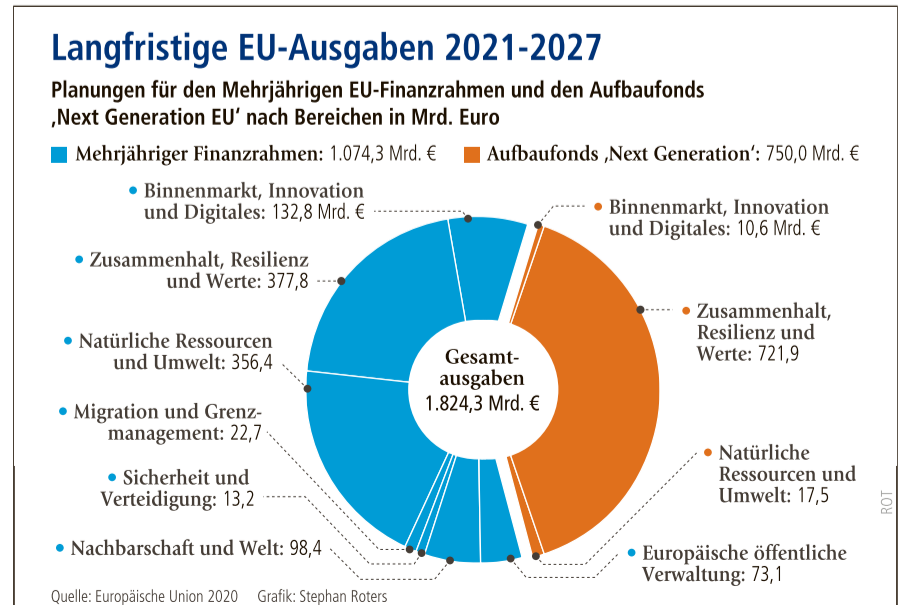 Langfristige EU-Ausgaben 2021-2027
Planungen für den Mehrjährigen EU-Finanzrahmen und den Aufbaufonds
‚Next Generation EU‘ nach Bereichen in Mrd. Euro
Mehrjähriger Finanzrahmen: 1.074,3 Mrd. €
Aufbaufonds ‚Next Generation‘: 750,0 Mrd. €
Binnenmarkt, Innovation
und Digitales: 132,8 Mrd. €
Zusammenhalt, Resilienz
und Werte: 377,8
Natürliche Ressourcen
und Umwelt: 356,4
Migration und Grenz-
management: 22,7
Sicherheit und
Verteidigung: 13,2
Nachbarschaft und Welt: 98,4
Gesamt-
ausgaben
1.824,3 Mrd. €
Binnenmarkt, Innovation
und Digitales: 10,6 Mrd. €
Zusammenhalt,
Resilienz und
Werte: 721,9
Natürliche
Ressourcen und
Umwelt: 17,5
Europäische öffentliche
Verwaltung: 73,1
ROT
Quelle: Europäische Union 2020 Grafik: Stephan Roters